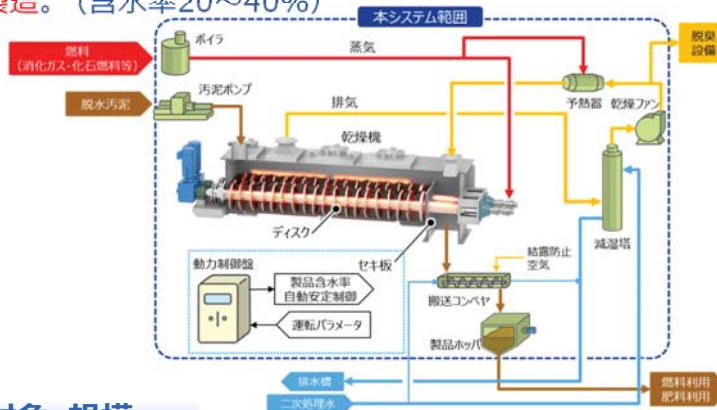 製造。（含水率20～40％）
本システム範囲
ボイラ
蒸気
脱臭
設備
燃料
（消化ガス・化石燃料等）
汚泥ポンプ
脱水汚泥
排気
予熱器
乾燥ファン
乾燥機
ディスク
セキ板
減湿塔
動力制御盤
製品含水率
自動安定制御
運転パラメータ
結露防止
空気
搬送コンベヤ
製品ホッパ
排水槽
二次処理水
燃料利用
肥料利用